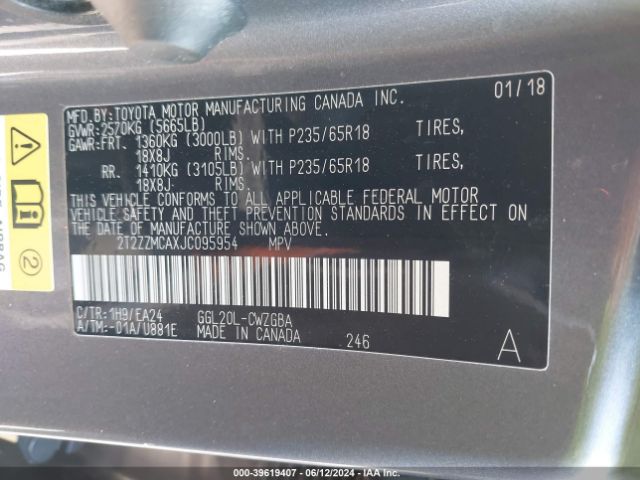 MFD.BY:TOYOTA MOTOR MANUFACTURING CANADA INC. 01/18
GVWR:2570KG (5665LB)
GAWR:FRT. 1360KG (3000LB) WITH P235/65R18 TIRES,
18X8J RIMS.
RR. 1410KG (3105LB) WITH P235/65R18 TIRES,
18X8J RIMS.
THIS VEHICLE CONFORMS TO ALL APPLICABLE FEDERAL MOTOR
VEHICLE SAFETY AND THEFT PREVENTION STANDARDS IN EFFECT ON
THE DATE OF MANUFACTURE SHOWN ABOVE.
2T2ZZMCAXJC095954 MPV
C/TR:1H9/EA24 GGL20L-CWZGBA
A/TM:-01A/U881E MADE IN CANADA 246 A
2
000-39619407 - 06/12/2024 - IAAI.com